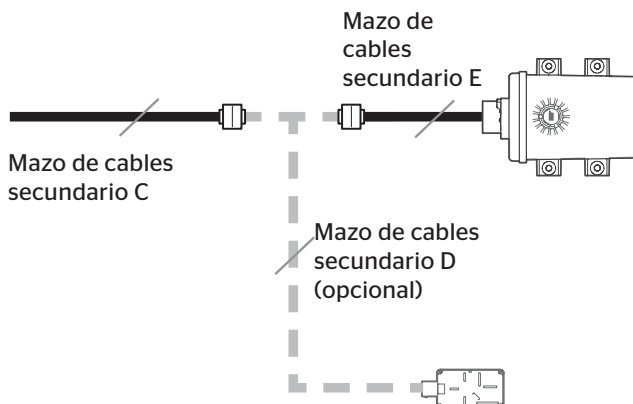 Mazo de
cables
secundario E
Mazo de cables
secundario C
Mazo de cables
secundario D
(opcional)